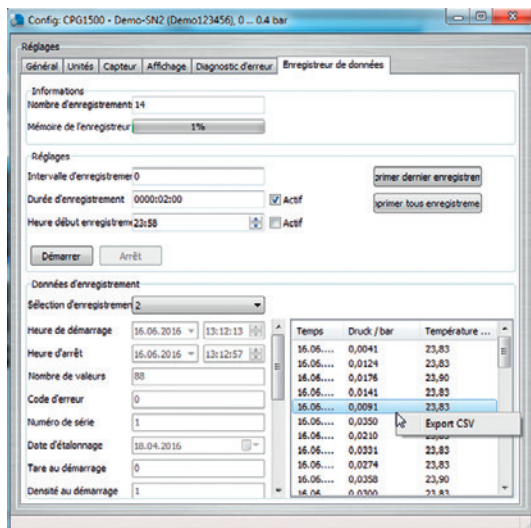 Config: CPG1500 - Demo-SN2 (Demo123456), 0 ... 0.4 bar
Réglages
Général Unités Capteur Affichage Diagnostic d'erreur Enregistreur de données
Informations
Nombre d'enregistrement: 14
Mémoire de l'enregistreur 1%
Réglages
Intervalle d'enregistremer 0 primer dernier enregistren
Durée d'enregistrement 0000:02:00 Actif primer tous enregistreme
Heure début enregistrem 23:58 Actif
Démarrer Arrêt
Données d'enregistrement
Sélection d'enregistremer 2
Heure de démarrage 16.06.2016 13:12:13
Heure d'arrêt 16.06.2016 13:12:57
Nombre de valeurs 88
Code d'erreur 0
Numéro de série 1
Date d'étalonnage 18.04.2016
Tare au démarrage 0
Densité au démarrage 1
Temps Druck / bar Température ...
16.06.... 0,0041 23,83
16.06.... 0,0124 23,83
16.06.... 0,0176 23,90
16.06.... 0,0141 23,83
16.06.... 0,0091 23,83
16.06.... 0,0350 Export CSV
16.06.... 0,0210
16.06.... 0,0331 23,83
16.06.... 0,0274 23,83
16.06.... 0,0358 23,90
16.06 0,0300 23,83